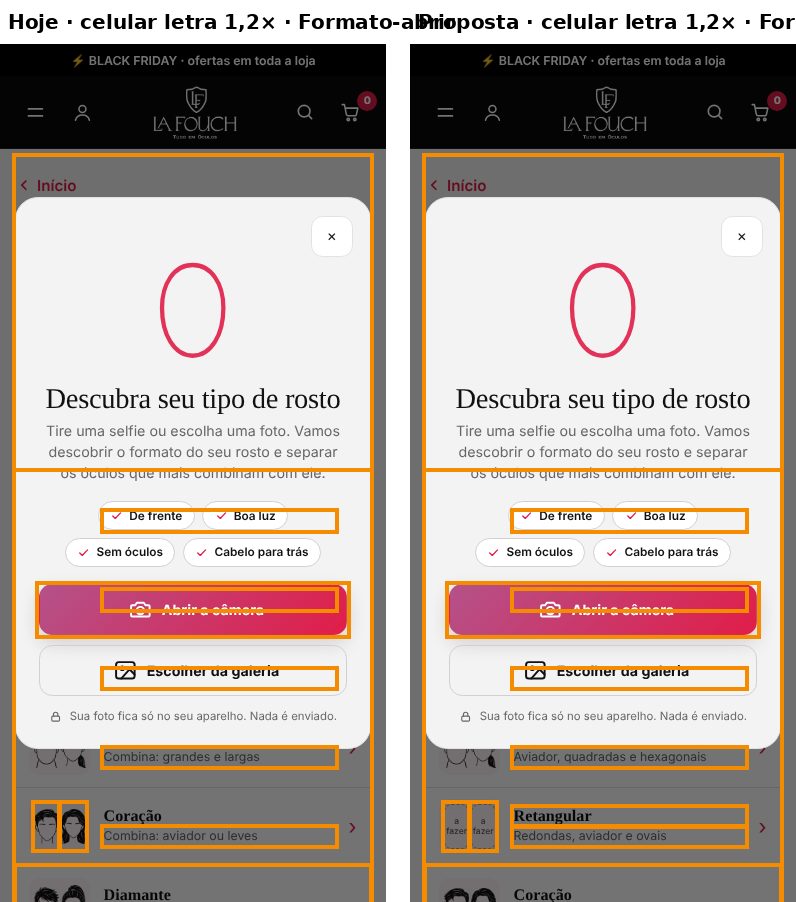 Hoje · celular letra 1,2× · Formato-abrio
Proposta · celular letra 1,2× · For
⚡ BLACK FRIDAY · ofertas em toda a loja
0
LA FOUCH
Tudo em Óculos
Início
×
Descubra seu tipo de rosto
Tire uma selfie ou escolha uma foto. Vamos
descobrir o formato do seu rosto e separar
os óculos que mais combinam com ele.
De frente
Boa luz
Sem óculos
Cabelo para trás
Abrir a câmera
Escolher da galeria
Sua foto fica só no seu aparelho. Nada é enviado.
Combina: grandes e largas
Coração
Combina: aviador ou leves
Diamante
⚡ BLACK FRIDAY · ofertas em toda a loja
0
LA FOUCH
Tudo em Óculos
Início
×
Descubra seu tipo de rosto
Tire uma selfie ou escolha uma foto. Vamos
descobrir o formato do seu rosto e separar
os óculos que mais combinam com ele.
De frente
Boa luz
Sem óculos
Cabelo para trás
Abrir a câmera
Escolher da galeria
Sua foto fica só no seu aparelho. Nada é enviado.
Aviador, quadradas e hexagonais
a fazer
a fazer
Retangular
Redondas, aviador e ovais
Coração